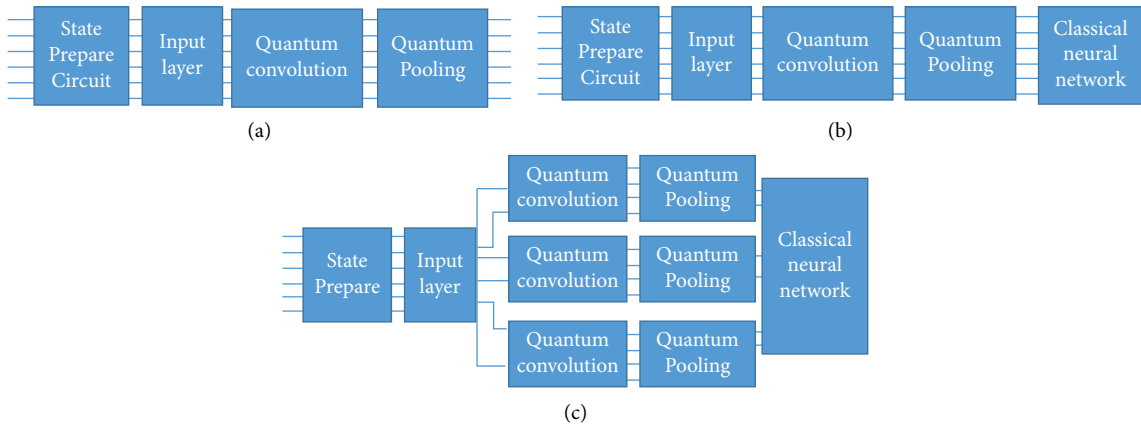 State
Prepare
Circuit
Input
layer
Quantum
convolution
Quantum
Pooling
(a)
State
Prepare
Circuit
Input
layer
Quantum
convolution
Quantum
Pooling
Classical
neural
network
(b)
State
Prepare
Input
layer
Quantum
convolution
Quantum
Pooling
Quantum
convolution
Quantum
Pooling
Quantum
convolution
Quantum
Pooling
Classical
neural
network
(c)